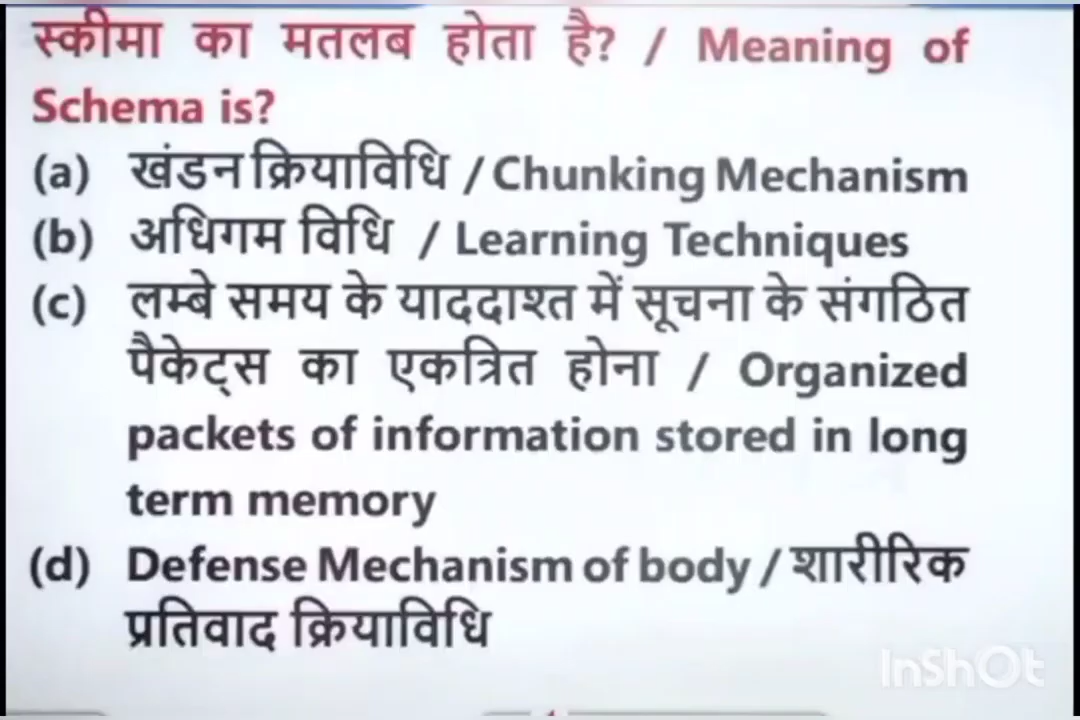 स्कीमा का मतलब होता है? / Meaning of
Schema is?
(a) खंडन क्रियाविधि / Chunking Mechanism
(b) अधिगम विधि / Learning Techniques
(c) लम्बे समय के याददाश्त में सूचना के संगठित
पैकेट्स का एकत्रित होना / Organized
packets of information stored in long
term memory
(d) Defense Mechanism of body / शारीरिक
प्रतिवाद क्रियाविधि
InShOt